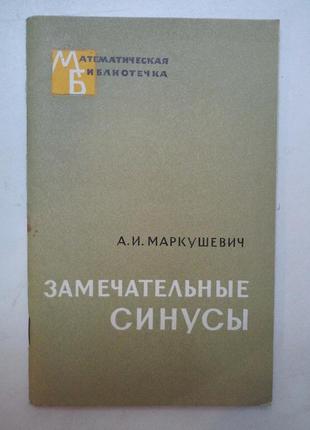 МАТЕМАТИЧЕСКАЯ
БИБЛИОТЕЧКА
А.И. МАРКУШЕВИЧ
ЗАМЕЧАТЕЛЬНЫЕ
СИНУСЫ